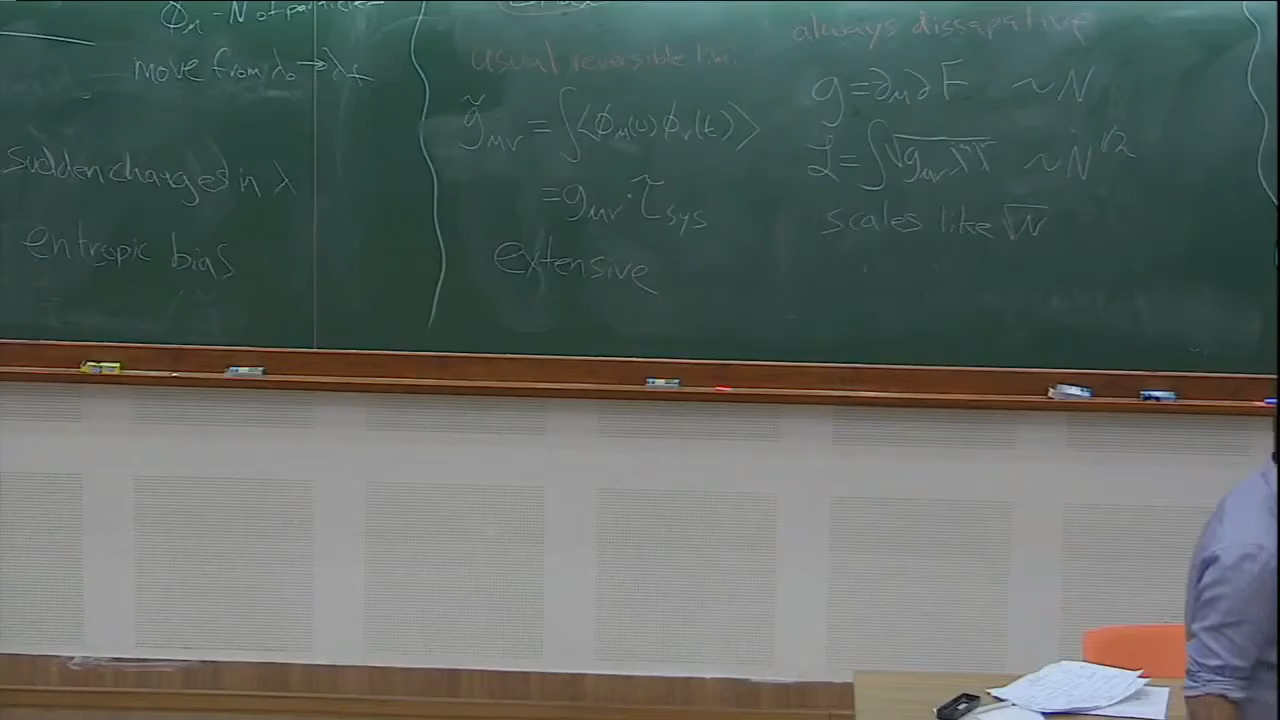 ϕ_μ - N of particles
move from λ₀ → λ_f
sudden changes in λ
entropic bias
usual reversible lim.
g̃_μν = ∫⟨ϕ_μ(0)ϕ_ν(t)⟩
= g_μν · τ_sys
extensive
always dissapative
g = ∂_μ∂F ~N
ℒ = ∫√g_μν λ̇λ̇ ~N^1/2
scales like √N